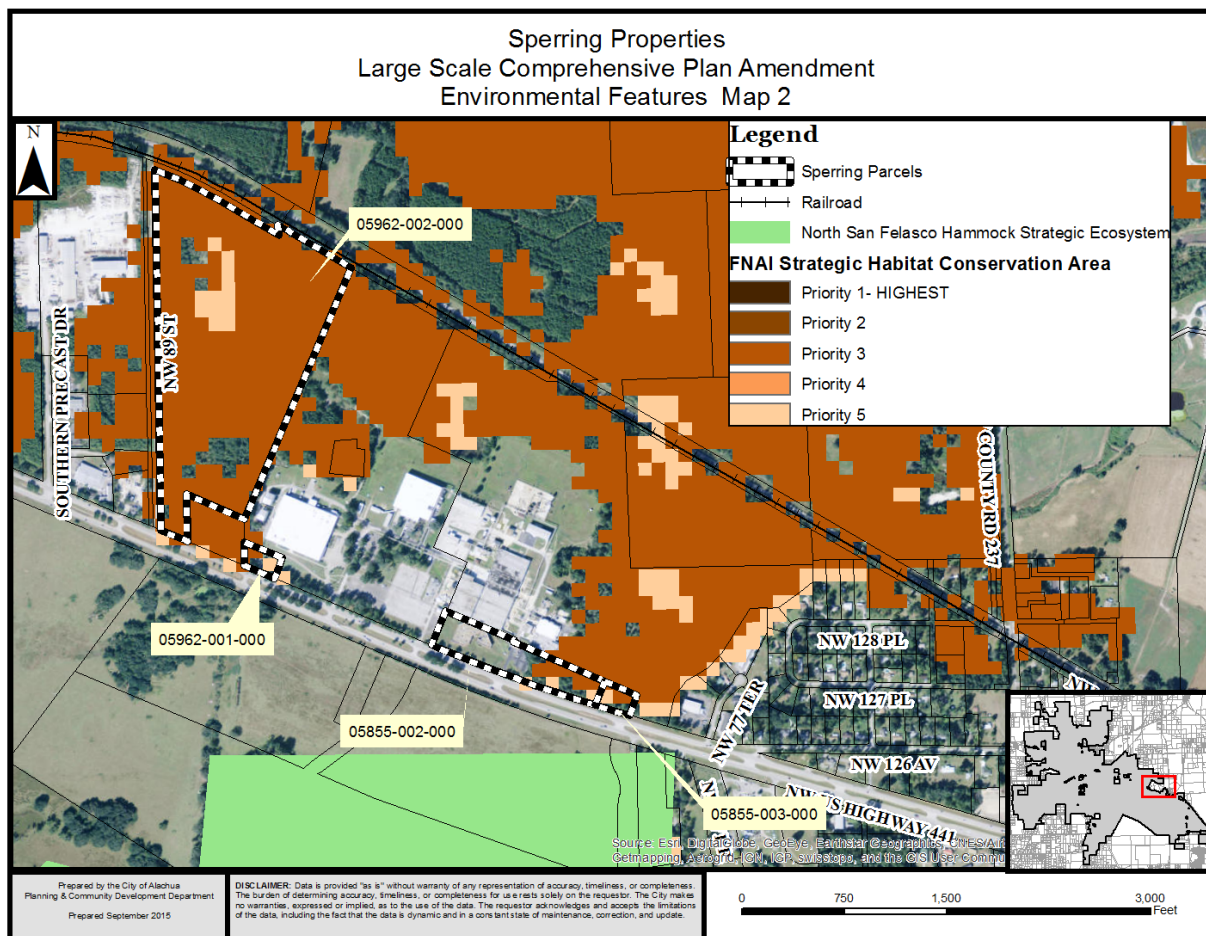 Sperring Properties
Large Scale Comprehensive Plan Amendment
Environmental Features Map 2
N
Legend
Sperring Parcels
Railroad
North San Felasco Hammock Strategic Ecosystem
FNAI Strategic Habitat Conservation Area
Priority 1- HIGHEST
Priority 2
Priority 3
Priority 4
Priority 5
05962-002-000
SOUTHERN PRECAST DR
NW 89 ST
COUNTY RD 237
05962-001-000
05855-002-000
05855-003-000
NW 128 PL
NW 127 PL
NW 77 TER
NW 126 AV
NW US HIGHWAY 441
NW
Source: Esri, DigitalGlobe, GeoEye, Earthstar Geographics, CNES/Air
Getmapping, Aerogrid, IGN, IGP, swisstopo, and the GIS User Commu
Prepared by the City of Alachua
Planning & Community Development Department
Prepared September 2015
DISCLAIMER: Data is provided "as is" without warranty of any representation of accuracy, timeliness, or completeness.
The burden of determining accuracy, timeliness, or completeness for use rests solely on the requestor. The City makes
no warranties, expressed or implied, as to the use of the data. The requestor acknowledges and accepts the limitations
of the data, including the fact that the data is dynamic and in a constant state of maintenance, correction, and update.
0 750 1,500 3,000
Feet